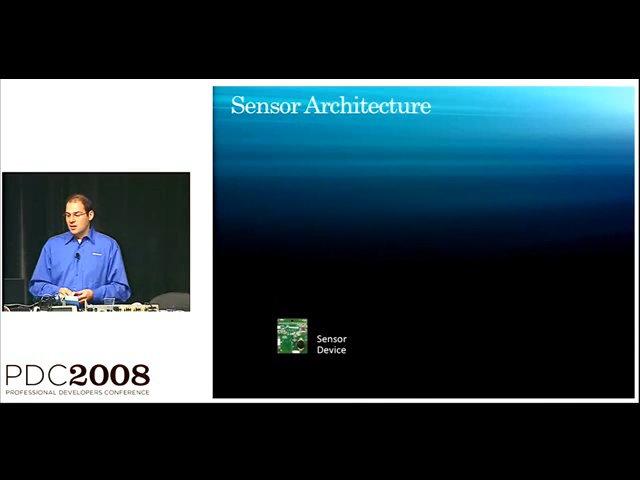 Sensor Architecture
Sensor
Device
PDC2008
PROFESSIONAL DEVELOPERS CONFERENCE